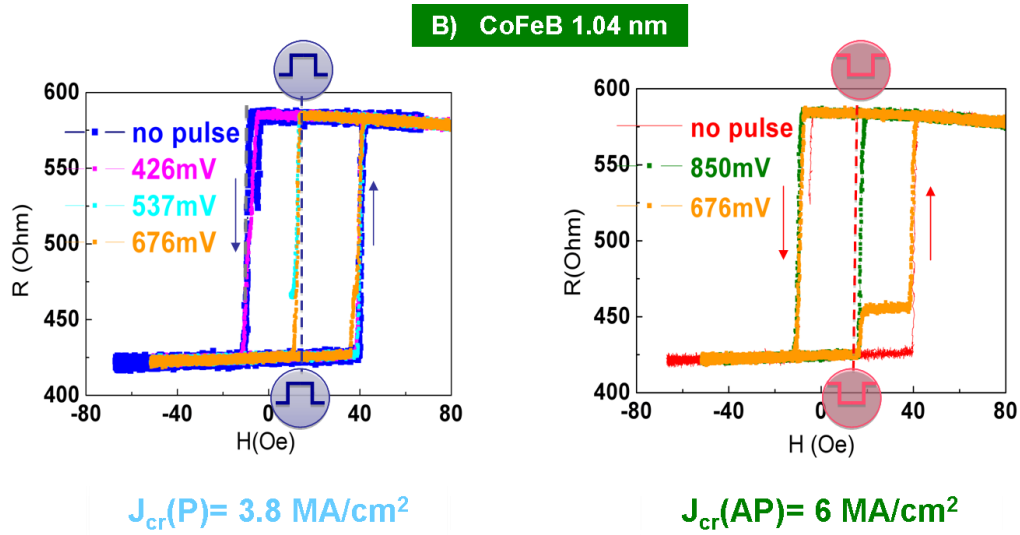 B) CoFeB 1.04 nm
R (Ohm)
600
550
500
450
400
no pulse
426mV
537mV
676mV
-80
-40
0
40
80
H(Oe)
R(Ohm)
600
550
500
450
400
no pulse
850mV
676mV
-80
-40
0
40
80
H (Oe)
Jcr(P)= 3.8 MA/cm²
Jcr(AP)= 6 MA/cm²